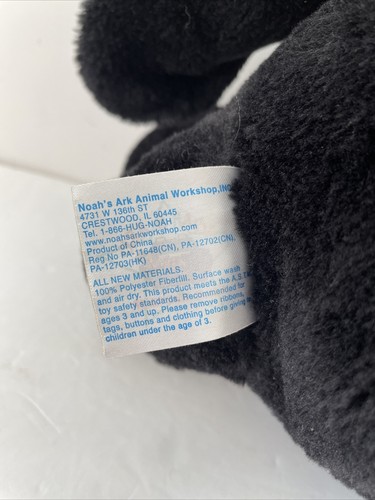 Noah's Ark Animal Workshop, INC
4731 W 136th ST
CRESTWOOD, IL 60445
Tel. 1-866-HUG-NOAH
www.noahsarkworkshop.com
Product of China
Reg No PA-11648(CN), PA-12702(CN),
PA-12703(HK)
ALL NEW MATERIALS.
100% Polyester Fiberfill. Surface wash
and air dry. This product meets the A.S.T.
toy safety standards. Recommended for
ages 3 and up. Please remove ribbons,
tags, buttons and clothing before giving
children under the age of 3.